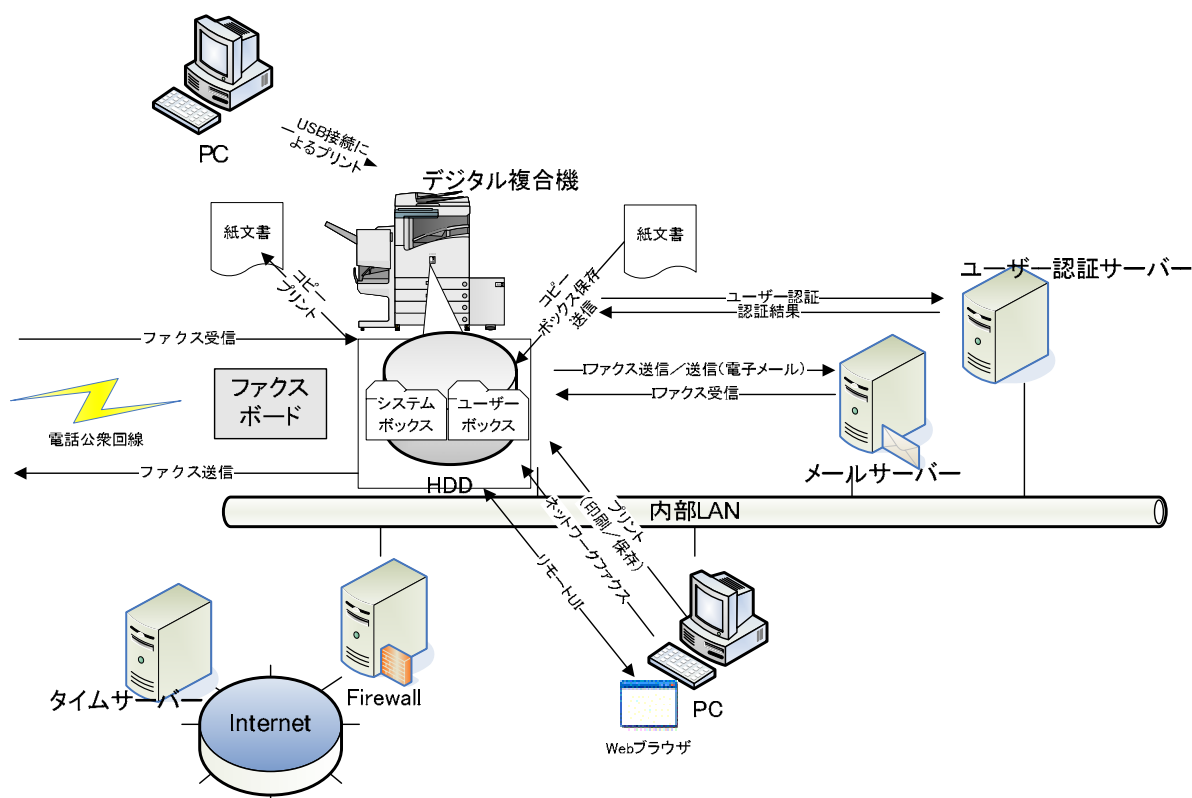 PC
USB接続に
よるプリント
デジタル複合機
紙文書
コピー
プリント
紙文書
コピー
ボックス保存
送信
ユーザー認証サーバー
ユーザー認証
認証結果
ファクス受信
Iファクス送信／送信（電子メール）
Iファクス受信
ファクス
ボード
システム
ボックス
ユーザー
ボックス
電話公衆回線
ファクス送信
HDD
メールサーバー
内部LAN
プリント
（印刷／保存）
ネットワークファクス
リモートUI
タイムサーバー
Firewall
Internet
PC
Webブラウザ